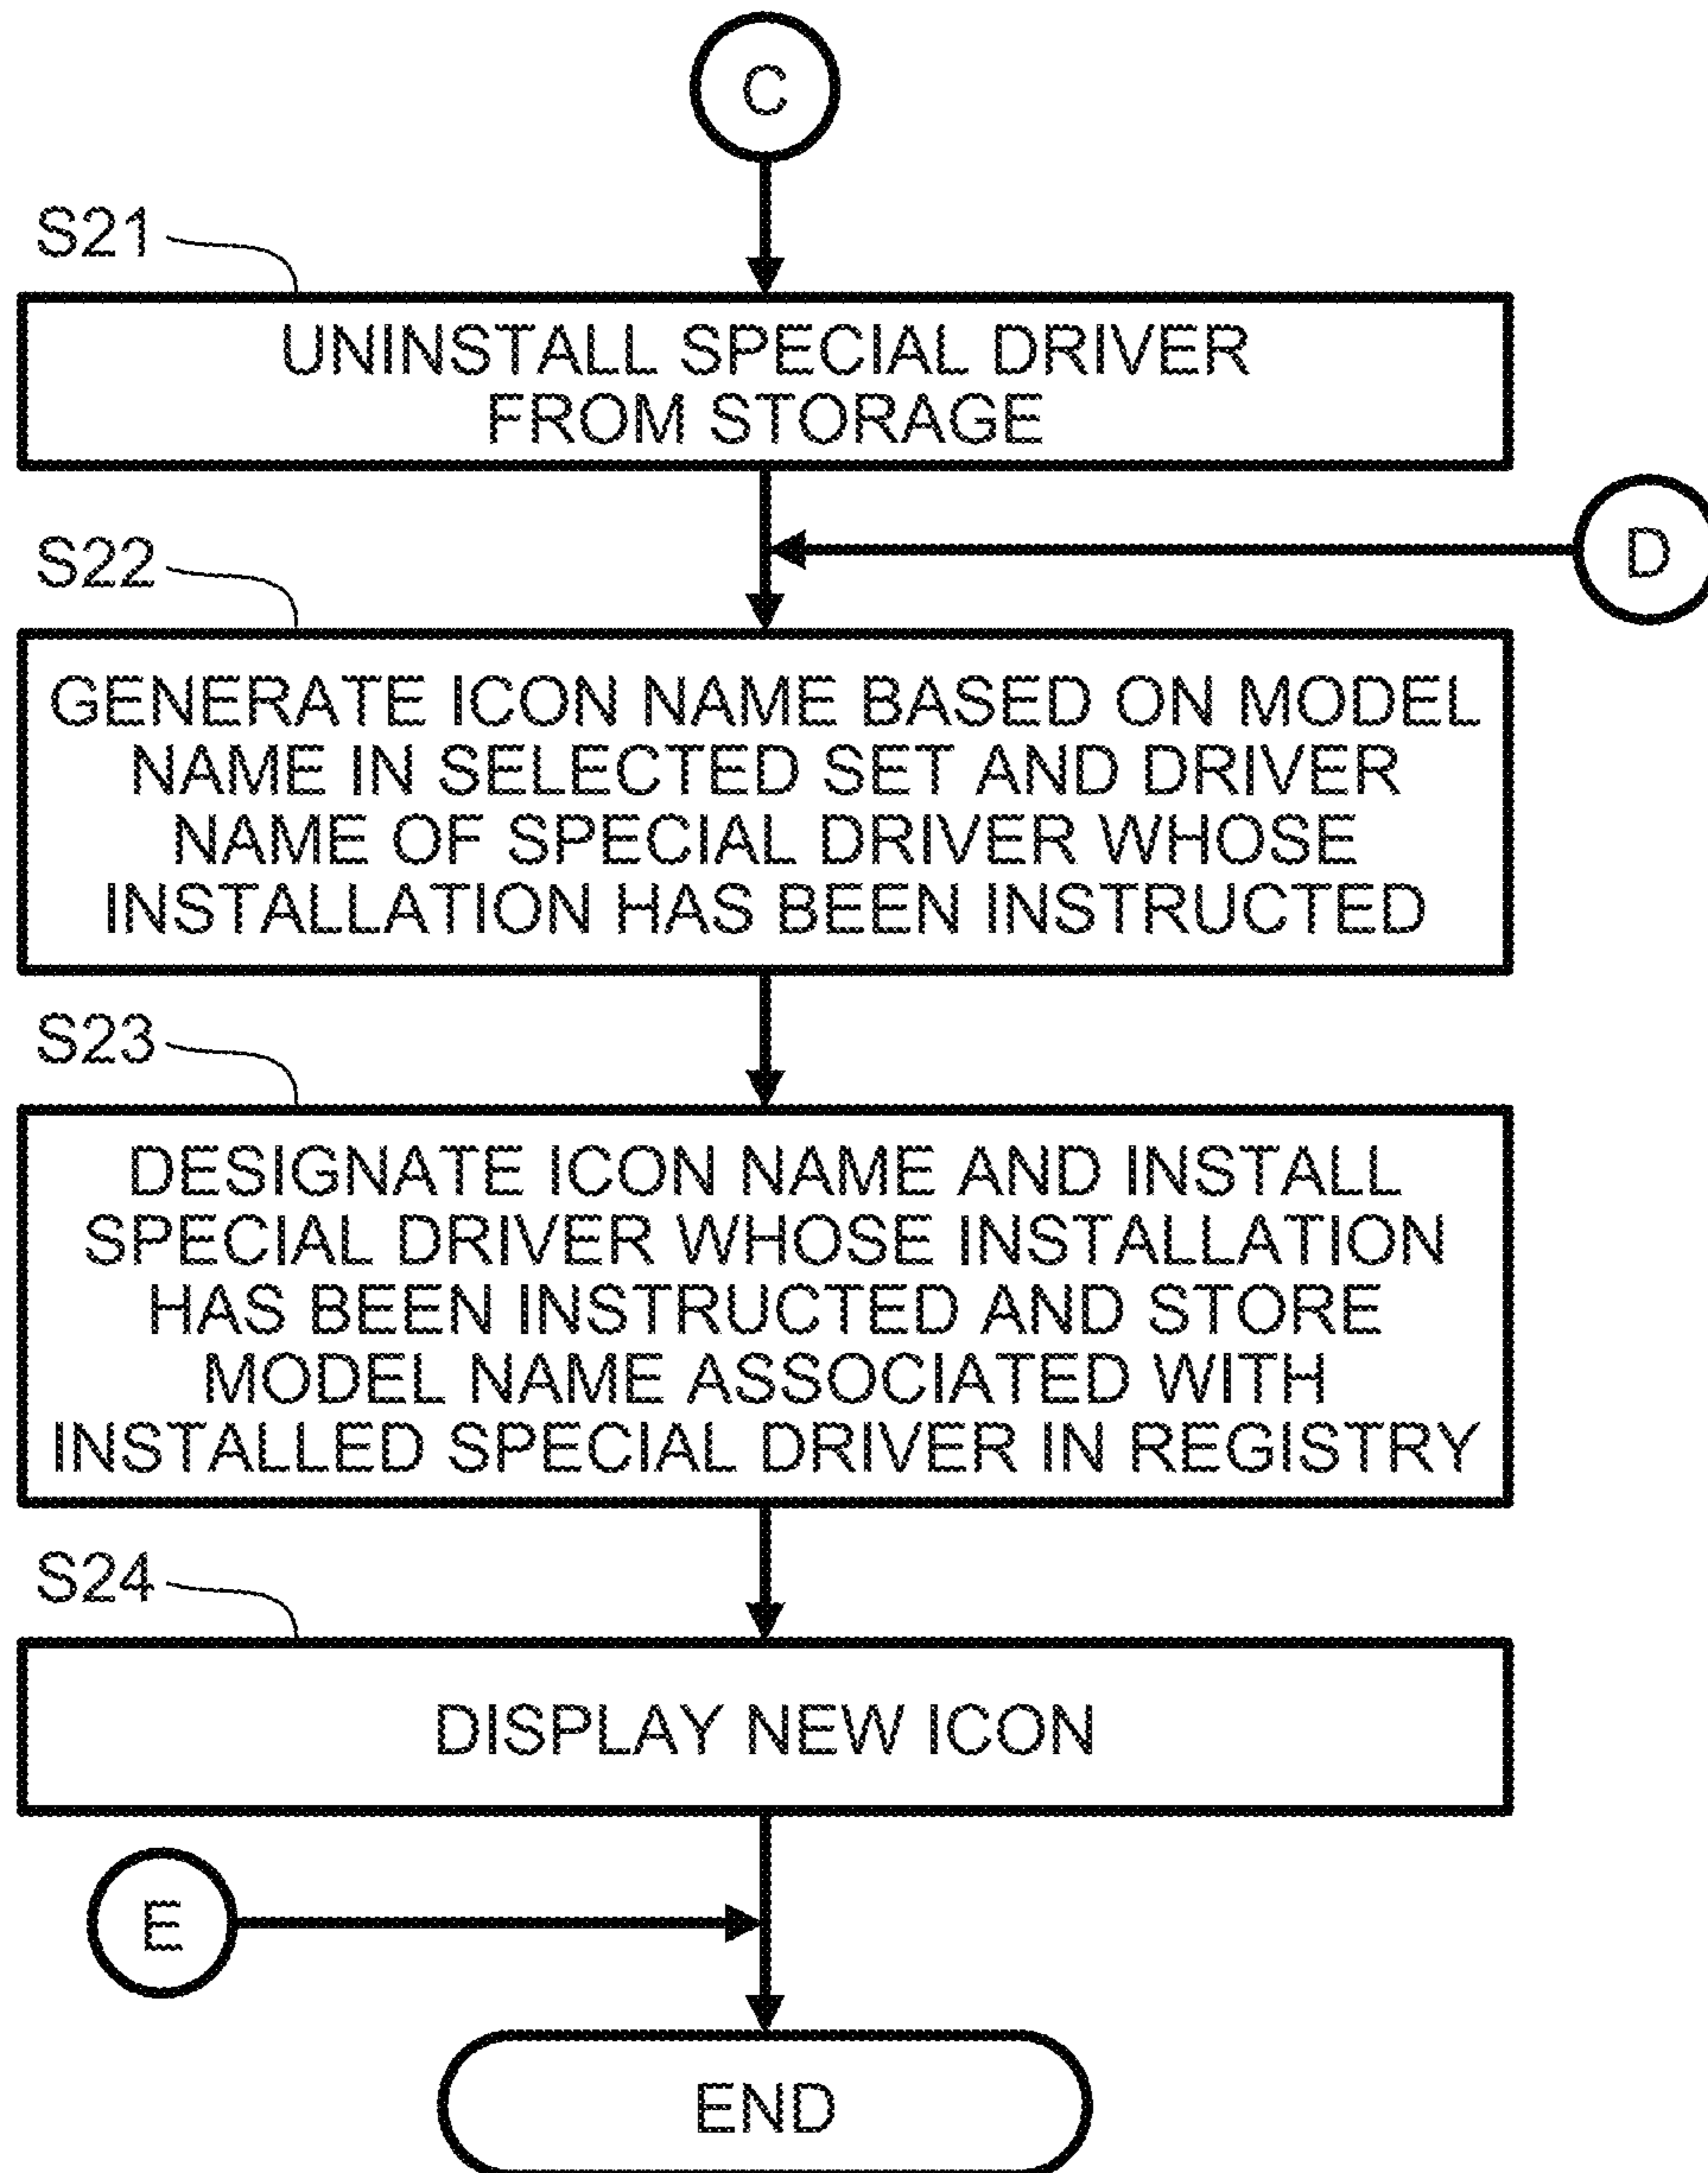 C
S21
UNINSTALL SPECIAL DRIVER
FROM STORAGE
D
S22
GENERATE ICON NAME BASED ON MODEL
NAME IN SELECTED SET AND DRIVER
NAME OF SPECIAL DRIVER WHOSE
INSTALLATION HAS BEEN INSTRUCTED
S23
DESIGNATE ICON NAME AND INSTALL
SPECIAL DRIVER WHOSE INSTALLATION
HAS BEEN INSTRUCTED AND STORE
MODEL NAME ASSOCIATED WITH
INSTALLED SPECIAL DRIVER IN REGISTRY
S24
DISPLAY NEW ICON
E
END